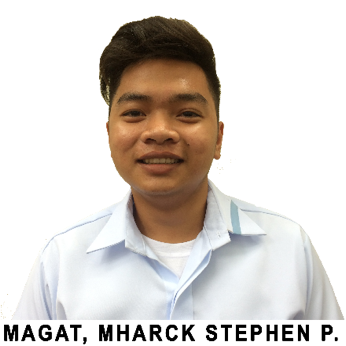 MAGAT, MHARCK STEPHEN P.